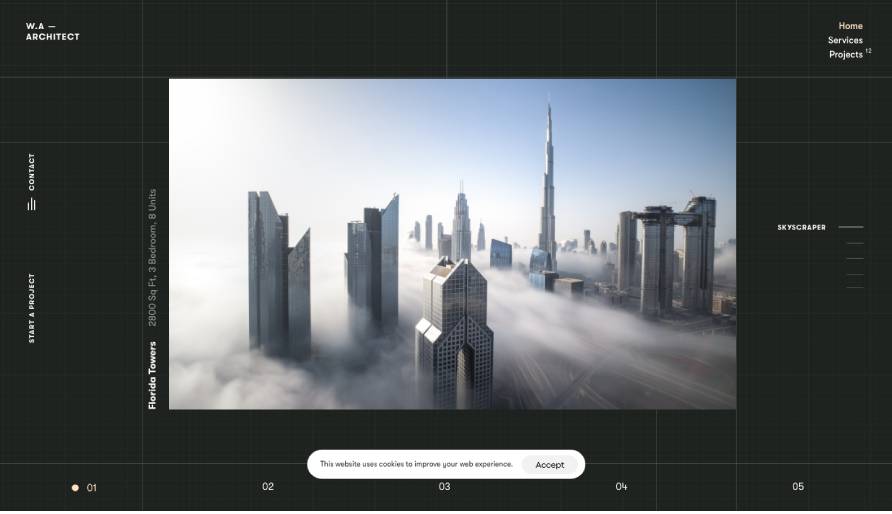 W.A —
ARCHITECT
Home
Services
Projects 12
CONTACT
START A PROJECT
Florida Towers 2800 Sq Ft, 3 Bedroom, 8 Units
SKYSCRAPER
This website uses cookies to improve your web experience. Accept
01 02 03 04 05